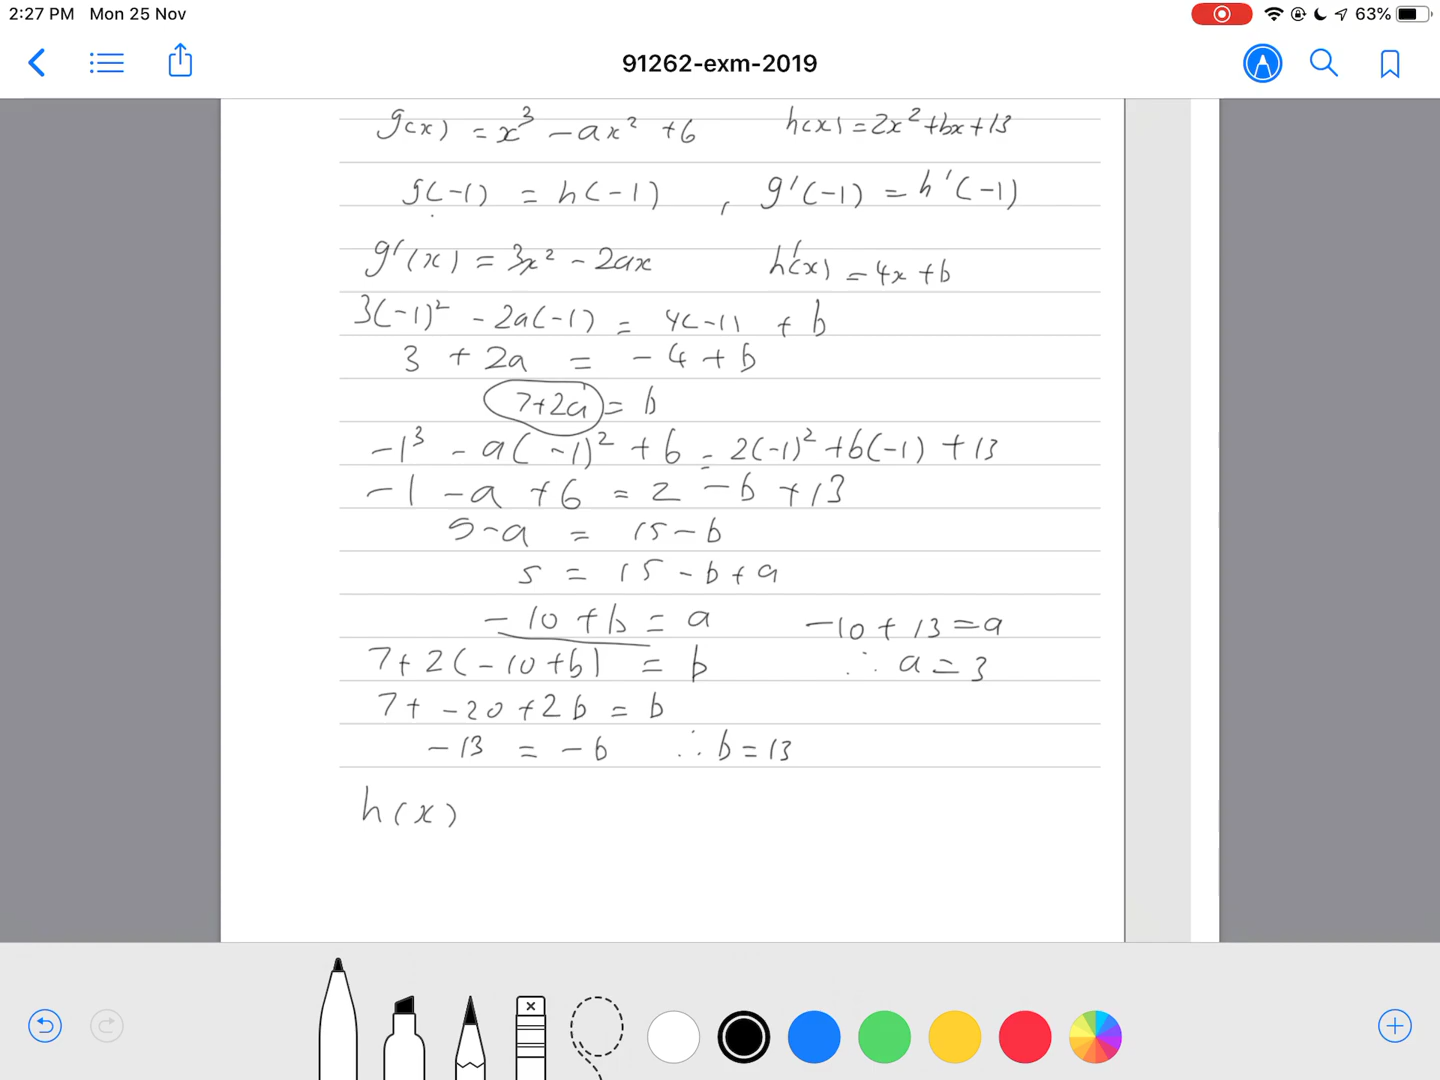 2:27 PM Mon 25 Nov 63%
91262-exm-2019
g(x) = x³ - ax² + 6 h(x) = 2x² + bx + 13
g(-1) = h(-1) , g'(-1) = h'(-1)
g'(x) = 3x² - 2ax h'(x) = 4x + b
3(-1)² - 2a(-1) = 4(-1) + b
3 + 2a = -4 + b
7+2a = b
-1³ - a(-1)² + 6 = 2(-1)² + b(-1) + 13
-1 - a + 6 = 2 - b + 13
5 - a = 15 - b
5 = 15 - b + a
-10 + b = a -10 + 13 = a
7 + 2(-10 + b) = b ∴ a = 3
7 + -20 + 2b = b
-13 = -b ∴ b = 13
h(x)